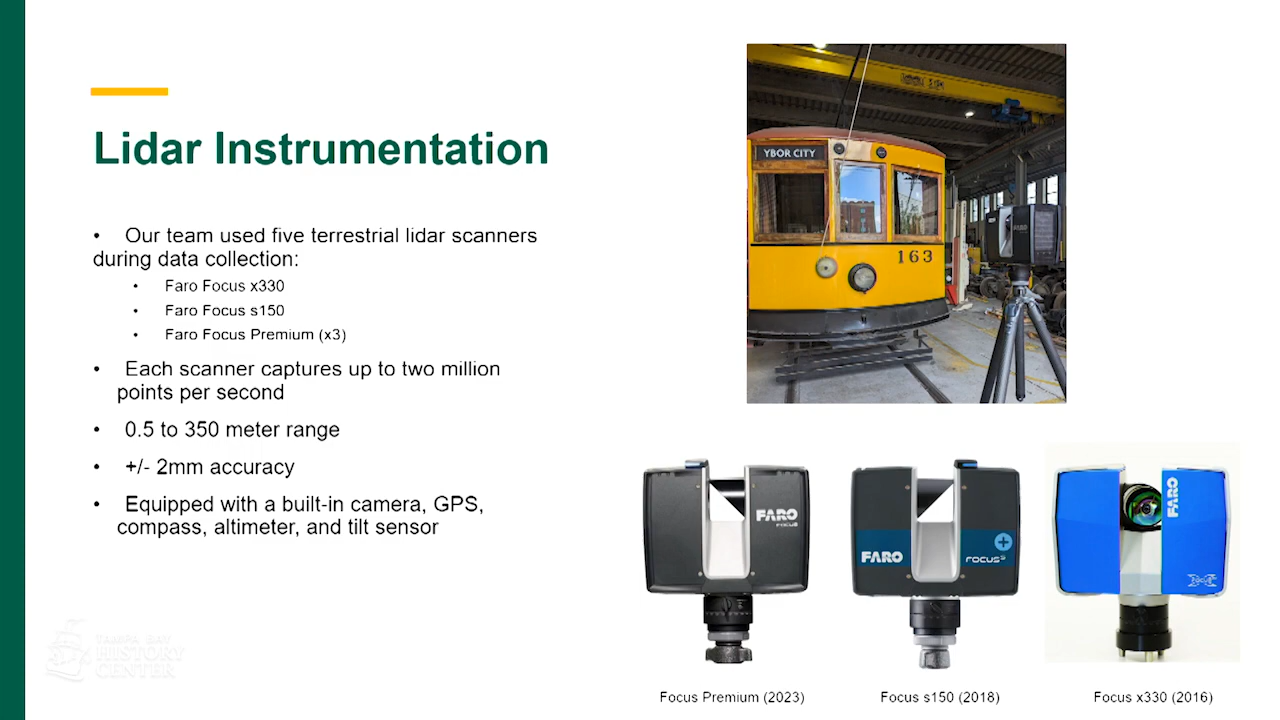 Lidar Instrumentation
• Our team used five terrestrial lidar scanners
during data collection:
• Faro Focus x330
• Faro Focus s150
• Faro Focus Premium (x3)
• Each scanner captures up to two million
points per second
• 0.5 to 350 meter range
• +/- 2mm accuracy
• Equipped with a built-in camera, GPS,
compass, altimeter, and tilt sensor
YBOR CITY
163
FARO
FARO
FOCUS
FARO
FOCUS
FARO
FOCUS
Focus Premium (2023)
Focus s150 (2018)
Focus x330 (2016)
TAMPA BAY
HISTORY
CENTER